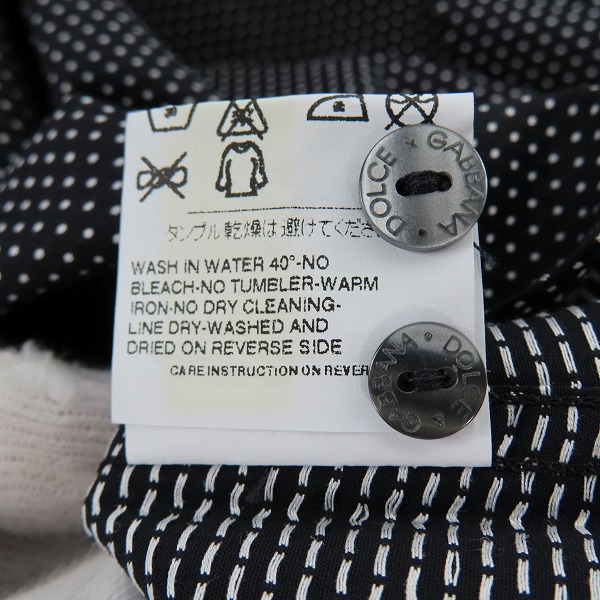 タンブル乾燥は避けてくださ
WASH IN WATER 40°-NO
BLEACH-NO TUMBLER-WARM
IRON-NO DRY CLEANING-
LINE DRY-WASHED AND
DRIED ON REVERSE SIDE
CARE INSTRUCTION ON REVER
DOLCE & GABBANA
DOLCE & GABBANA